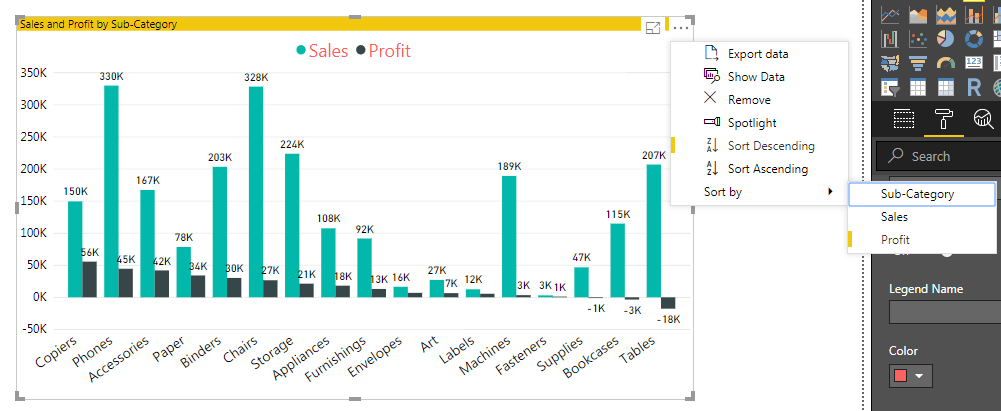 Sales and Profit by Sub-Category
Sales Profit
350K
300K
250K
200K
150K
100K
50K
0K
-50K
150K
56K
330K
45K
167K
42K
78K
34K
203K
30K
328K
27K
224K
21K
108K
18K
92K
13K
16K
27K
7K
12K
189K
3K
3K
1K
47K
-1K
115K
-3K
207K
-18K
Copiers
Phones
Accessories
Paper
Binders
Chairs
Storage
Appliances
Furnishings
Envelopes
Art
Labels
Machines
Fasteners
Supplies
Bookcases
Tables
Export data
Show Data
Remove
Spotlight
Sort Descending
Sort Ascending
Sort by
Sub-Category
Sales
Profit
123
R
Search
Legend Name
Color